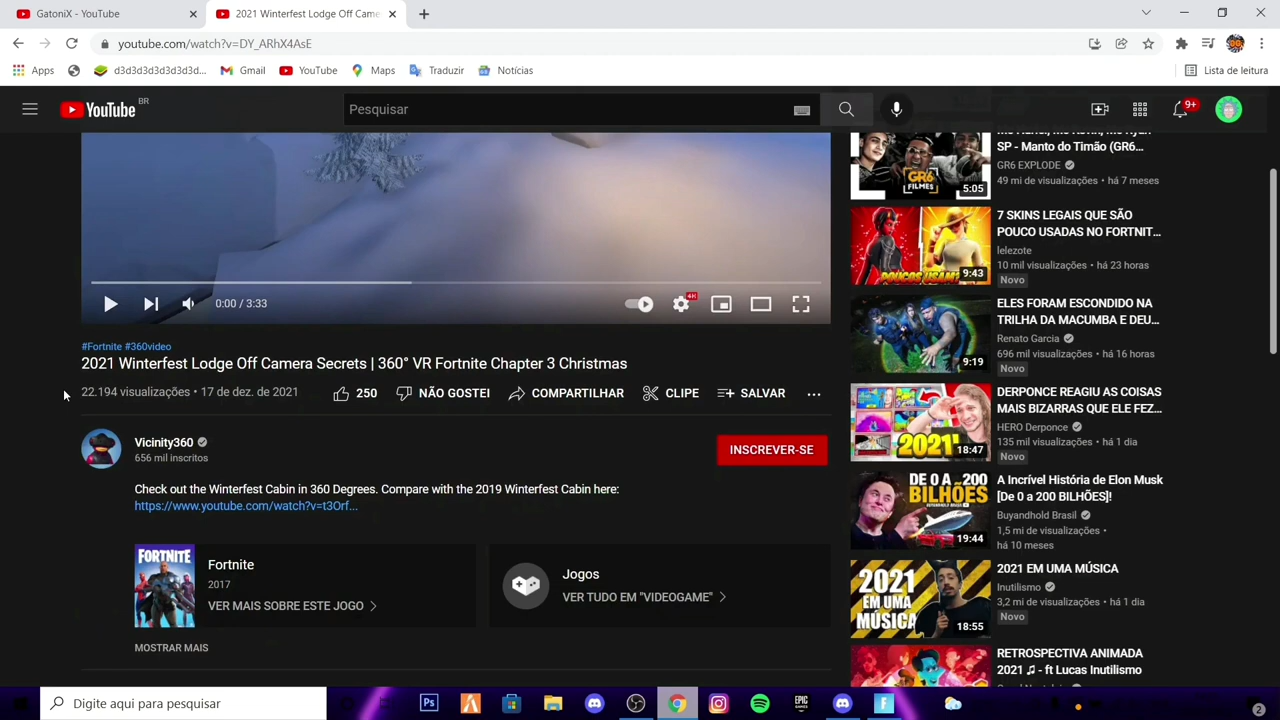 GatoniX - YouTube
2021 Winterfest Lodge Off Came
youtube.com/watch?v=DY_ARhX4AsE
Apps
d3d3d3d3d3d3d3d...
Gmail
YouTube
Maps
Traduzir
Notícias
Lista de leitura
YouTube BR
Pesquisar
9+
SP - Manto do Timão (GR6...
GR6 EXPLODE
49 mi de visualizações • há 7 meses
GR6
FILMES
5:05
7 SKINS LEGAIS QUE SÃO
POUCO USADAS NO FORTNIT...
lelezote
10 mil visualizações • há 23 horas
Novo
POUCOS USAM?
9:43
0:00 / 3:33
ELES FORAM ESCONDIDO NA
TRILHA DA MACUMBA E DEU...
Renato Garcia
696 mil visualizações • há 16 horas
Novo
9:19
#Fortnite #360video
2021 Winterfest Lodge Off Camera Secrets | 360° VR Fortnite Chapter 3 Christmas
22.194 visualizações • 17 de dez. de 2021
250
NÃO GOSTEI
COMPARTILHAR
CLIPE
SALVAR
DERPONCE REAGIU AS COISAS
MAIS BIZARRAS QUE ELE FEZ...
HERO Derponce
135 mil visualizações • há 1 dia
Novo
2021!
18:47
Vicinity360
656 mil inscritos
INSCREVER-SE
Check out the Winterfest Cabin in 360 Degrees. Compare with the 2019 Winterfest Cabin here:
https://www.youtube.com/watch?v=t3Orf...
A Incrível História de Elon Musk
[De 0 a 200 BILHÕES]!
Buyandhold Brasil
1,5 mi de visualizações •
há 10 meses
DE 0 A 200
BILHÕES
19:44
FORTNITE
Fortnite
2017
VER MAIS SOBRE ESTE JOGO
Jogos
VER TUDO EM "VIDEOGAME"
2021 EM UMA MÚSICA
Inutilismo
3,2 mi de visualizações • há 1 dia
Novo
2021
EM UMA
MÚSICA
18:55
MOSTRAR MAIS
RETROSPECTIVA ANIMADA
2021 ♫ - ft Lucas Inutilismo
Digite aqui para pesquisar
Ps
EPIC
GAMES
2